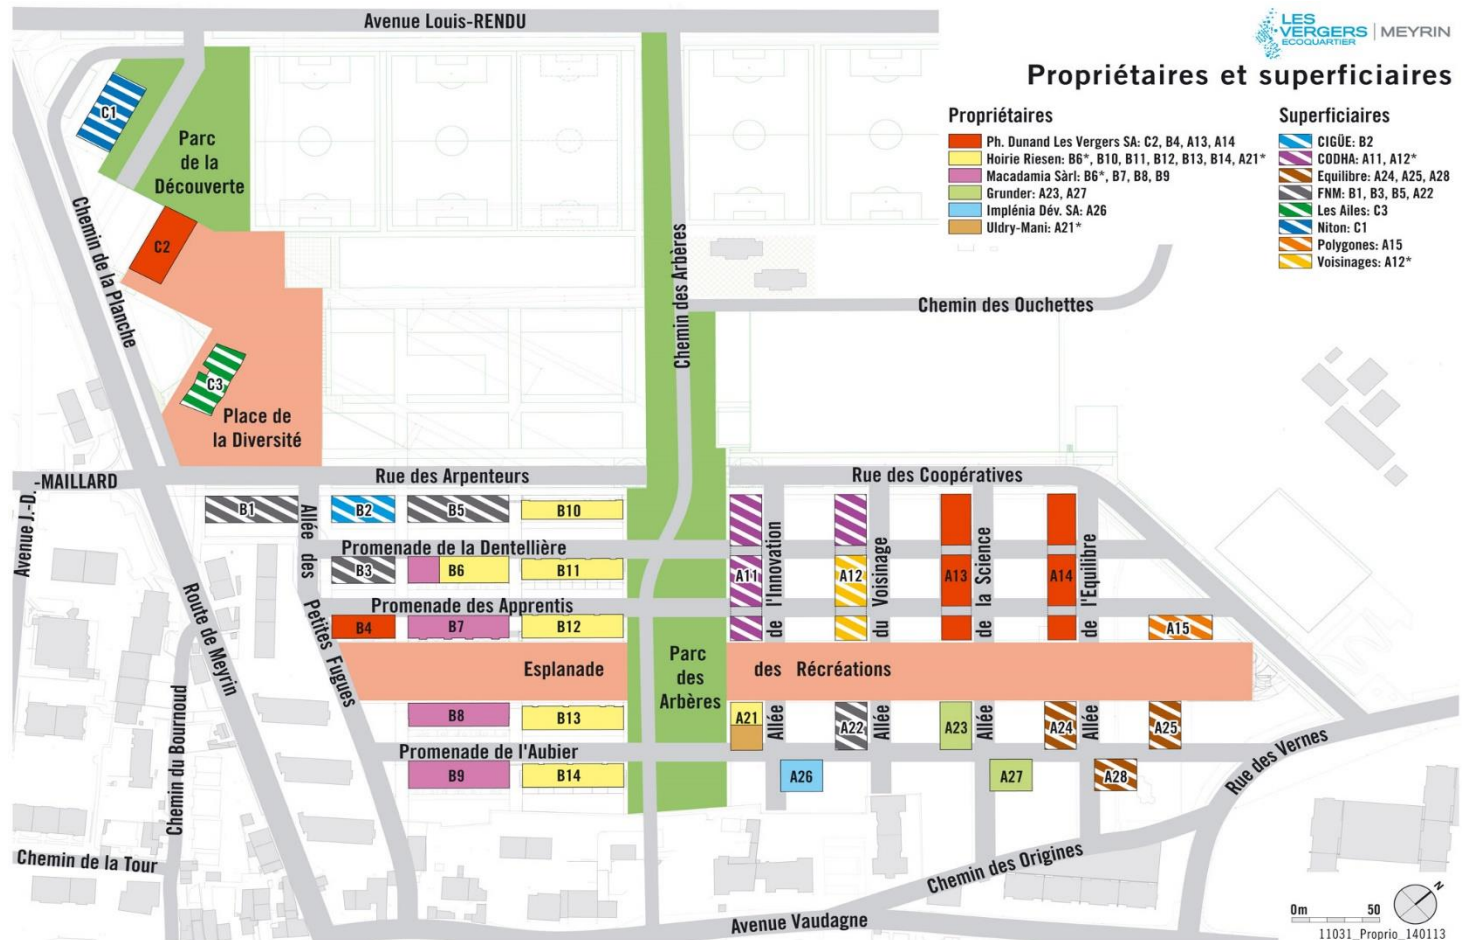 Avenue Louis-RENDU
LES
VERGERS
ECOQUARTIER
MEYRIN
Propriétaires et superficiaires
Propriétaires
Ph. Dunand Les Vergers SA: C2, B4, A13, A14
Hoirie Riesen: B6*, B10, B11, B12, B13, B14, A21*
Macadamia Sàrl: B6*, B7, B8, B9
Grunder: A23, A27
Implénia Dév. SA: A26
Uldry-Mani: A21*
Superficiaires
CIGÜE: B2
CODHA: A11, A12*
Equilibre: A24, A25, A28
FNM: B1, B3, B5, A22
Les Ailes: C3
Niton: C1
Polygones: A15
Voisinages: A12*
C1
Parc
de la
Découverte
C2
Chemin de la Planche
Chemin des Arbères
Chemin des Ouchettes
C3
Place de
la Diversité
Avenue J.-D.
-MAILLARD
Rue des Arpenteurs
Rue des Coopératives
B1
B2
B5
B10
Allée des Petites Fugues
Promenade de la Dentellière
B3
B6
B11
A11
A12
A13
A14
Promenade des Apprentis
B4
B7
B12
A15
Allée de l'Innovation
Allée du Voisinage
Allée de la Science
Allée de l'Equilibre
Esplanade
des Récréations
Parc
des
Arbères
B8
B13
A21
A22
A23
A24
A25
Promenade de l'Aubier
B9
B14
A26
A27
A28
Route de Meyrin
Chemin du Bournoud
Chemin de la Tour
Rue des Vernes
Chemin des Origines
Avenue Vaudagne
N
0m 50
11031_Proprio_140113